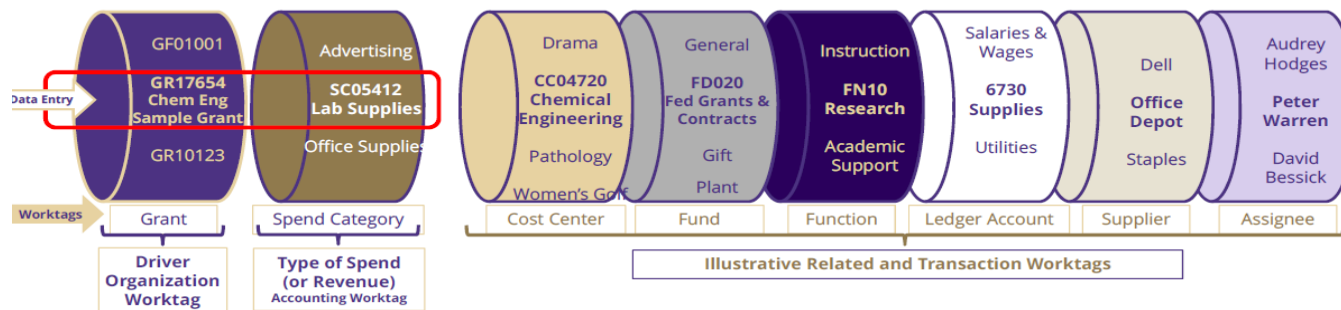 GF01001
GR17654
Chem Eng
Sample Grant
GR10123
Advertising
SC05412
Lab Supplies
Office Supplies
Drama
CC04720
Chemical
Engineering
Pathology
Women's Golf
General
FD020
Fed Grants &
Contracts
Gift
Plant
Instruction
FN10
Research
Academic
Support
Salaries &
Wages
6730
Supplies
Utilities
Dell
Office
Depot
Staples
Audrey
Hodges
Peter
Warren
David
Bessick
Data Entry
Worktags
Grant
Spend Category
Cost Center
Fund
Function
Ledger Account
Supplier
Assignee
Driver
Organization
Worktag
Type of Spend
(or Revenue)
Accounting Worktag
Illustrative Related and Transaction Worktags